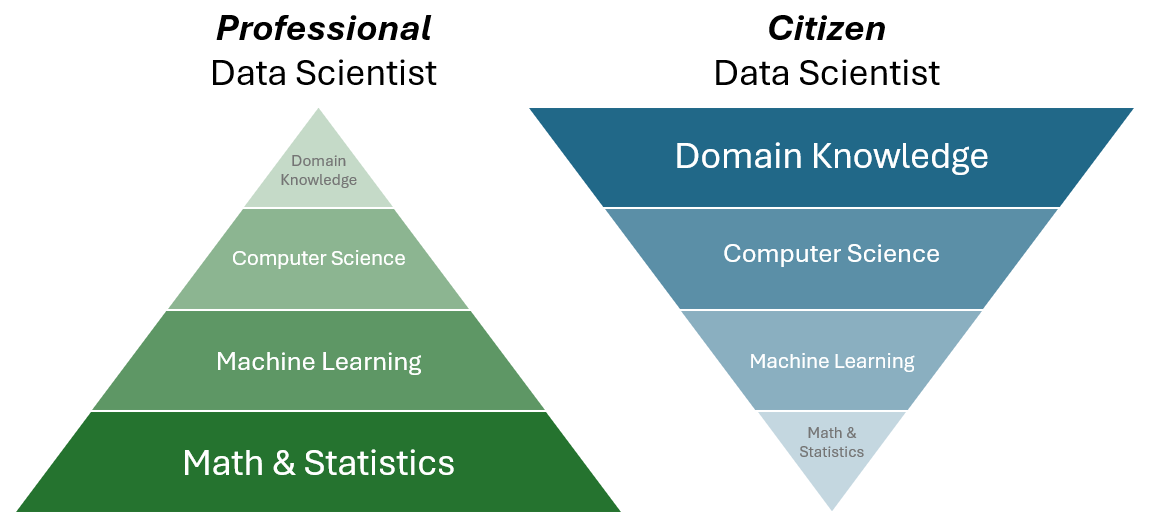 Professional
Data Scientist
Domain
Knowledge
Computer Science
Machine Learning
Math & Statistics
Citizen
Data Scientist
Domain Knowledge
Computer Science
Machine Learning
Math &
Statistics